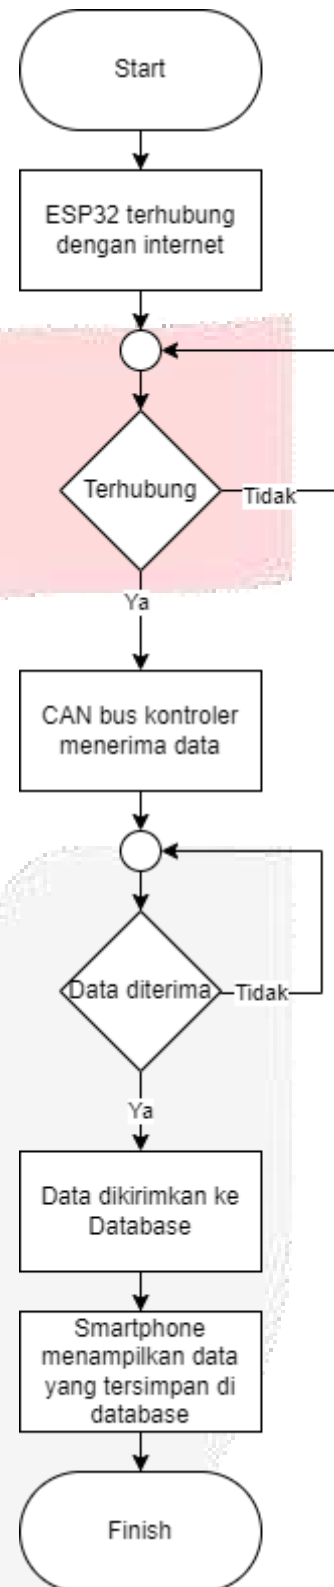 Start
ESP32 terhubung
dengan internet
Terhubung
Tidak
Ya
CAN bus kontroler
menerima data
Data diterima
Tidak
Ya
Data dikirimkan ke
Database
Smartphone
menampilkan data
yang tersimpan di
database
Finish